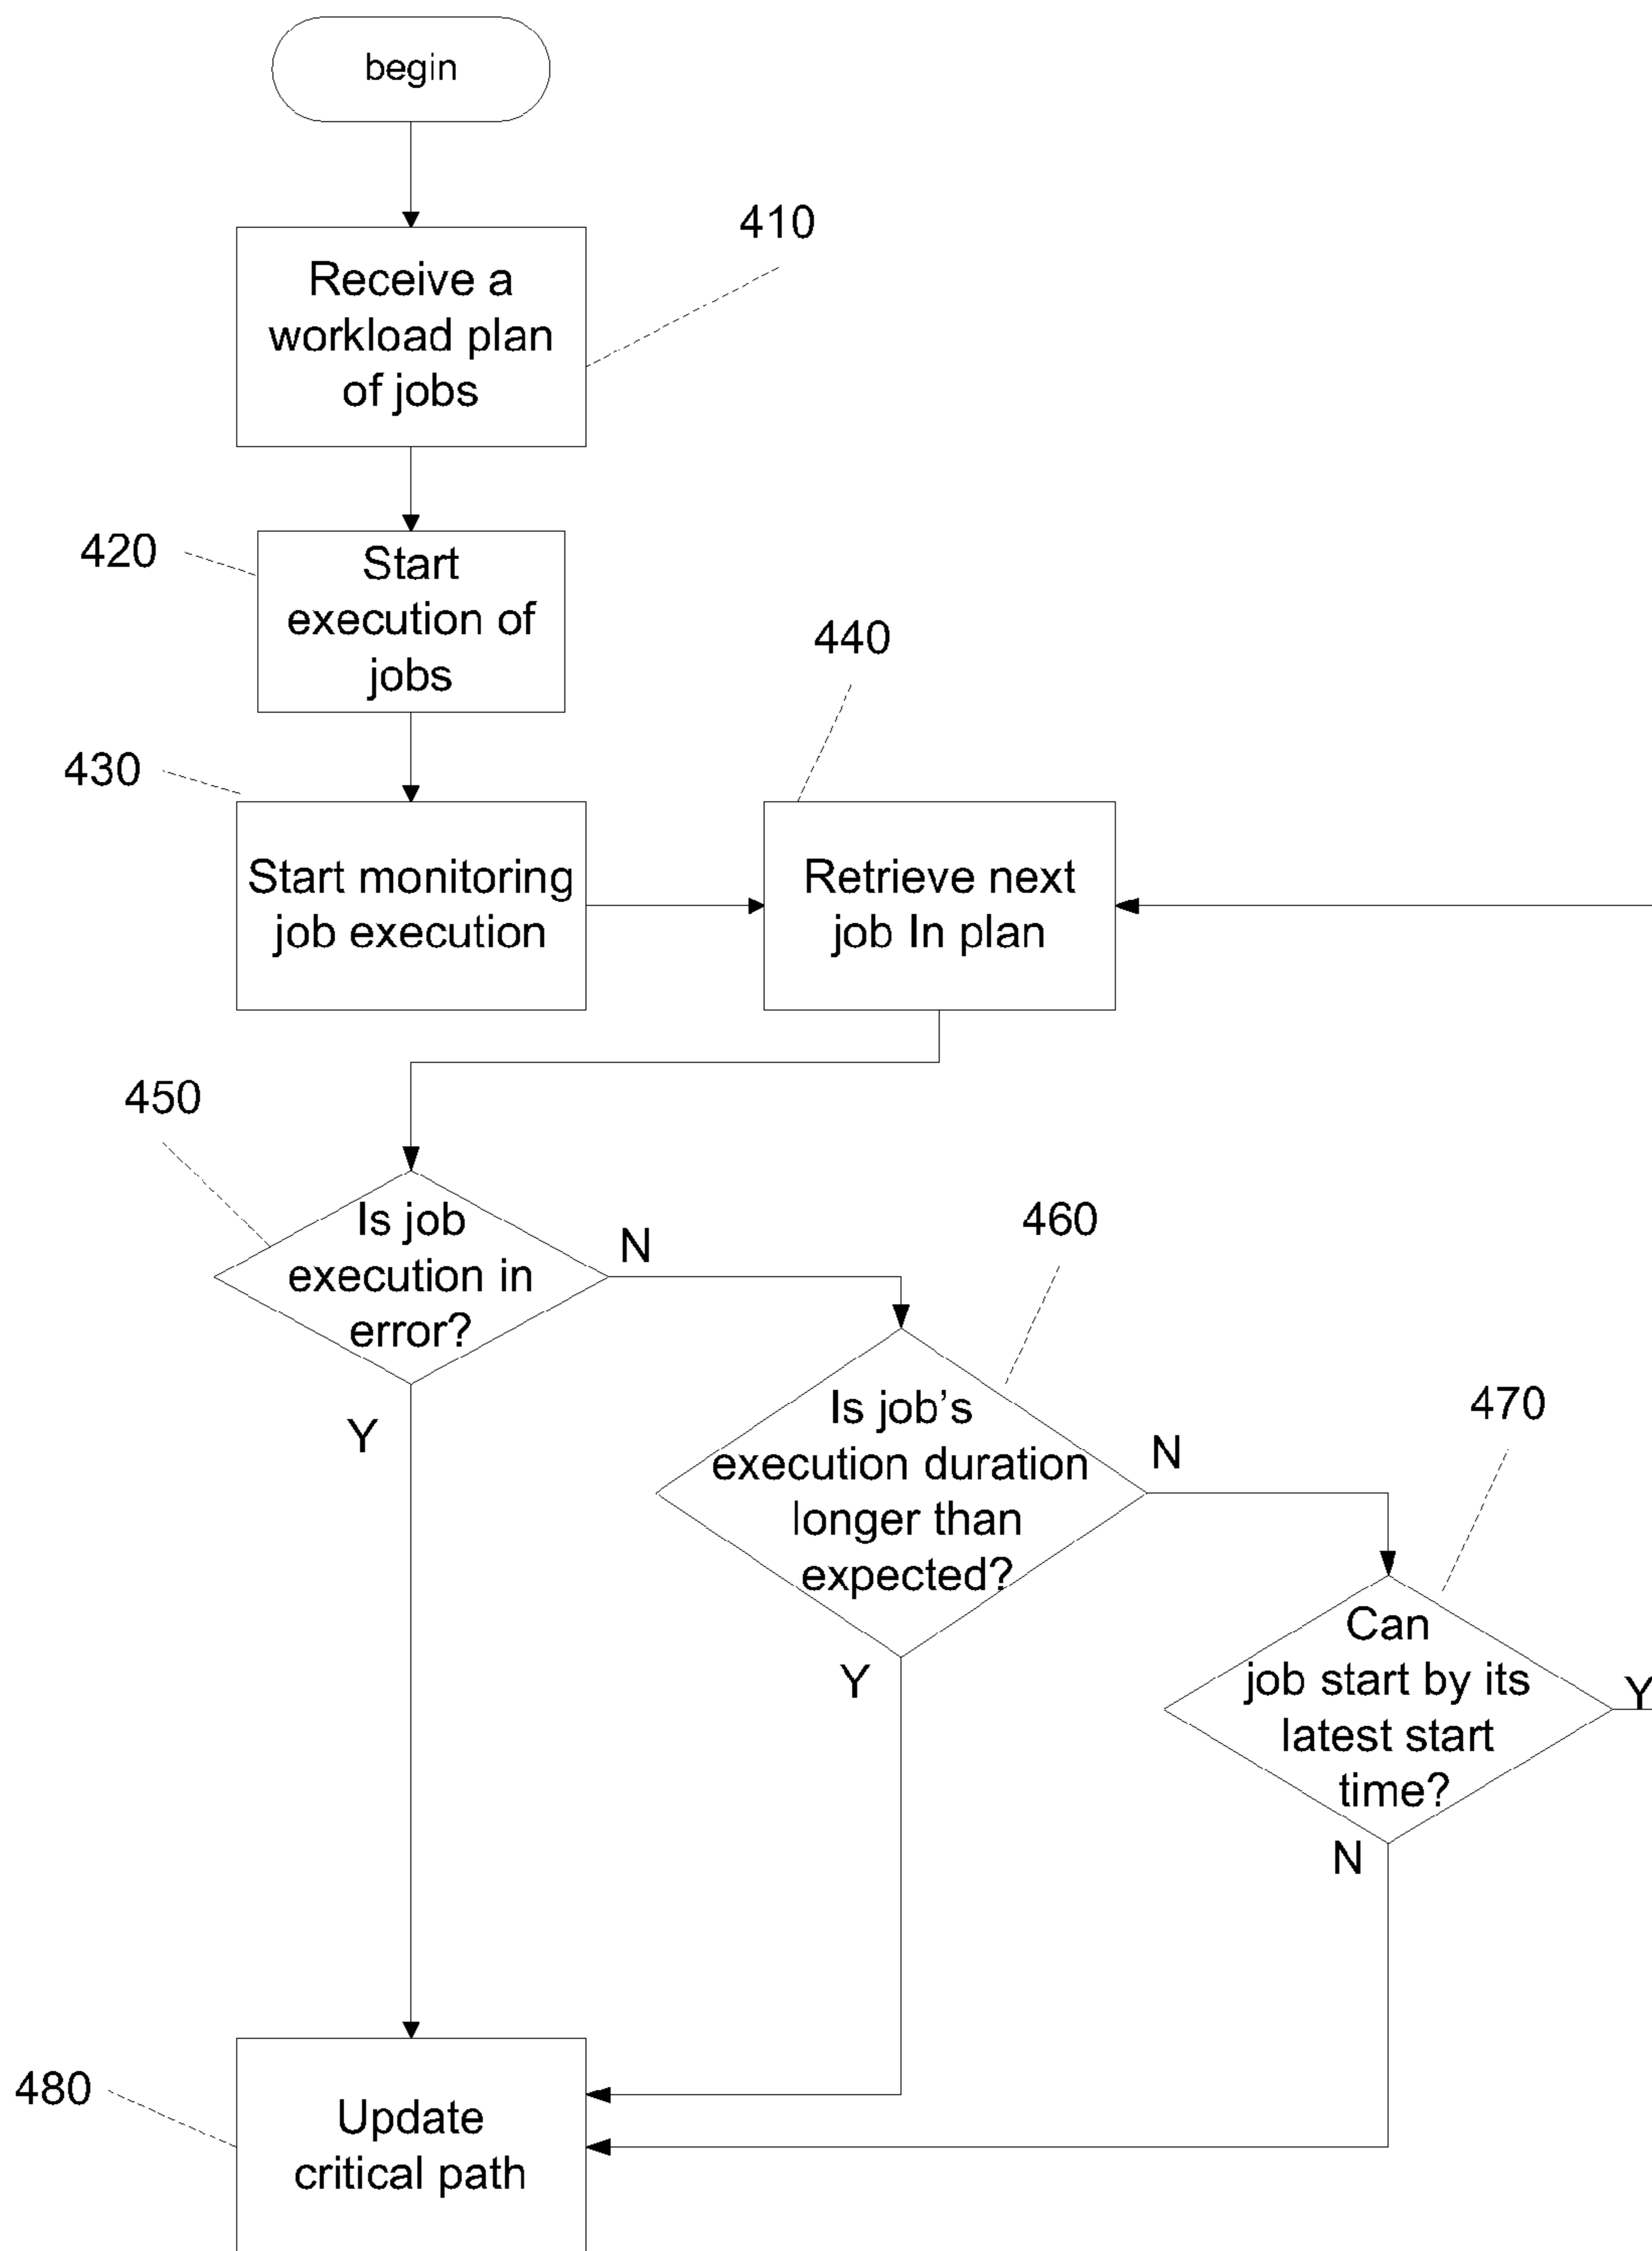 begin
410
Receive a
workload plan
of jobs
420
Start
execution of
jobs
440
430
Start monitoring
job execution
Retrieve next
job In plan
450
Is job
execution in
error?
N
460
Y
Is job's
execution duration
longer than
expected?
N
470
Y
Can
job start by its
latest start
time?
Y
N
480
Update
critical path